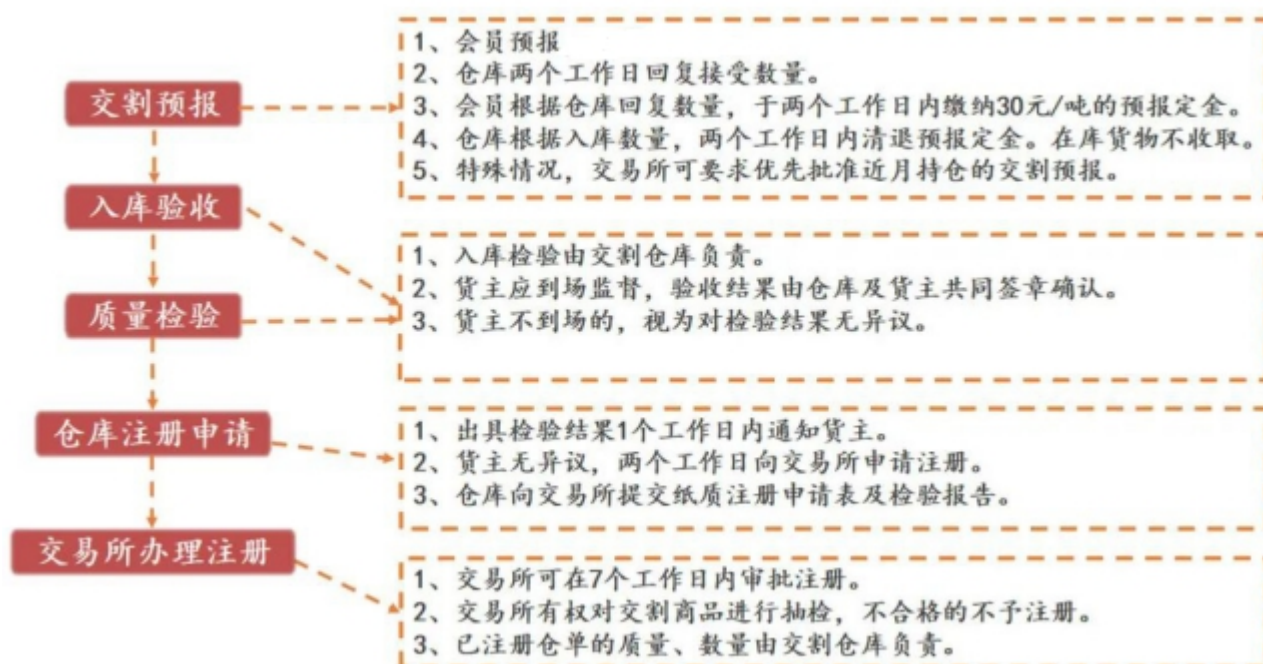 交割预报
1、会员预报
2、仓库两个工作日回复接受数量。
3、会员根据仓库回复数量，于两个工作日内缴纳30元/吨的预报定金。
4、仓库根据入库数量，两个工作日内清退预报定金。在库货物不收取。
5、特殊情况，交易所可要求优先批准近月持仓的交割预报。
入库验收
质量检验
1、入库检验由交割仓库负责。
2、货主应到场监督，验收结果由仓库及货主共同签章确认。
3、货主不到场的，视为对检验结果无异议。
仓库注册申请
1、出具检验结果1个工作日内通知货主。
2、货主无异议，两个工作日向交易所申请注册。
3、仓库向交易所提交纸质注册申请表及检验报告。
交易所办理注册
1、交易所可在7个工作日内审批注册。
2、交易所有权对交割商品进行抽检，不合格的不予注册。
3、已注册仓单的质量、数量由交割仓库负责。